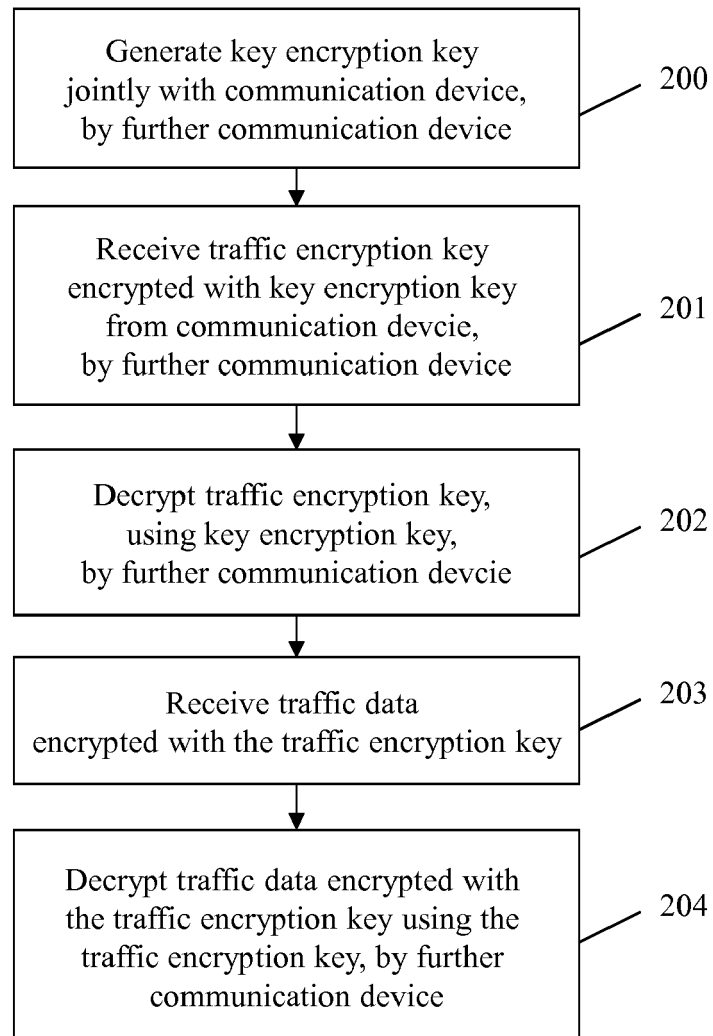 Generate key encryption key
jointly with communication device,
by further communication device
200
Receive traffic encryption key
encrypted with key encryption key
from communication devcie,
by further communication device
201
Decrypt traffic encryption key,
using key encryption key,
by further communication devcie
202
Receive traffic data
encrypted with the traffic encryption key
203
Decrypt traffic data encrypted with
the traffic encryption key using the
traffic encryption key, by further
communication device
204